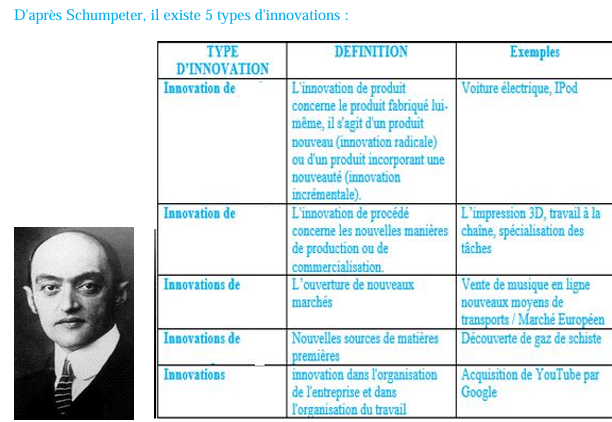 D'après Schumpeter, il existe 5 types d'innovations :
TYPE
D'INNOVATION
DEFINITION
Exemples
Innovation de
L'innovation de produit
concerne le produit fabriqué lui-
même, il s'agit d'un produit
nouveau (innovation radicale)
ou d'un produit incorporant une
nouveauté (innovation
incrémentale).
Voiture électrique, IPod
Innovation de
L'innovation de procédé
concerne les nouvelles manières
de production ou de
commercialisation.
L'impression 3D, travail à la
chaîne, spécialisation des
tâches
Innovations de
L'ouverture de nouveaux
marchés
Vente de musique en ligne
nouveaux moyens de
transports / Marché Européen
Innovations de
Nouvelles sources de matières
premières
Découverte de gaz de schiste
Innovations
innovation dans l'organisation
de l'entreprise et dans
l'organisation du travail
Acquisition de YouTube par
Google